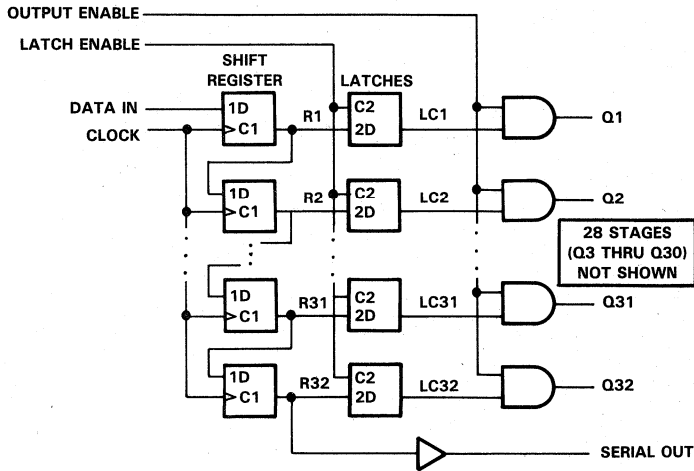 OUTPUT ENABLE
LATCH ENABLE
SHIFT
REGISTER
LATCHES
DATA IN
CLOCK
1D
C1
R1
C2
2D
LC1
Q1
1D
C1
R2
C2
2D
LC2
Q2
28 STAGES
(Q3 THRU Q30)
NOT SHOWN
1D
C1
R31
C2
2D
LC31
Q31
1D
C1
R32
C2
2D
LC32
Q32
SERIAL OUT